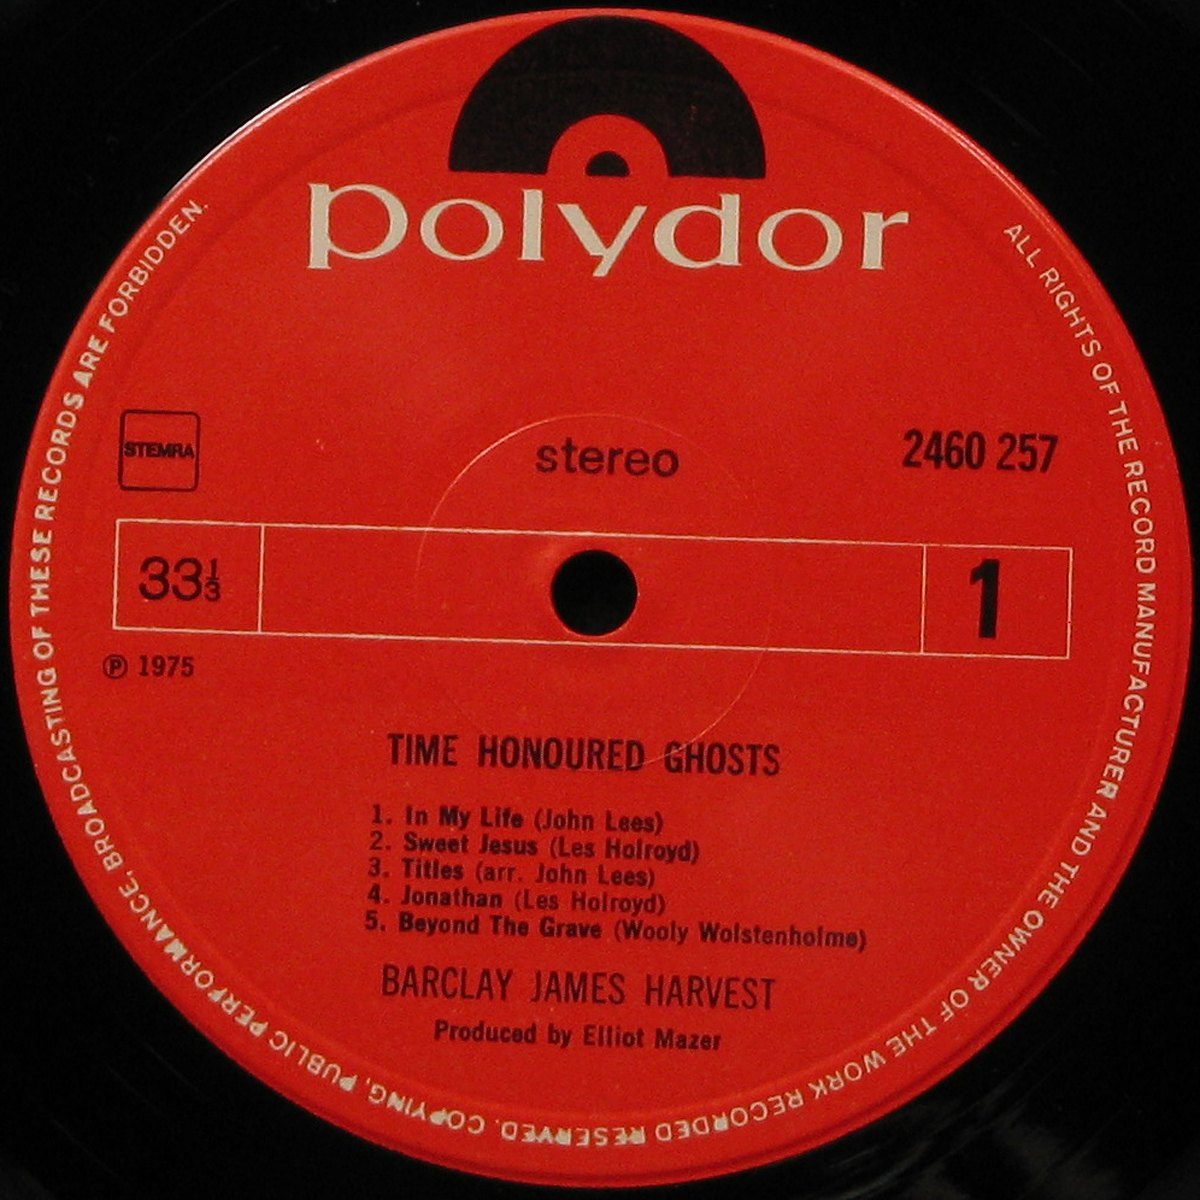 polydor
STEMRA
stereo
2460 257
33⅓
1
℗ 1975
TIME HONOURED GHOSTS
1. In My Life (John Lees)
2. Sweet Jesus (Les Holroyd)
3. Titles (arr. John Lees)
4. Jonathan (Les Holroyd)
5. Beyond The Grave (Wooly Wolstenholme)
BARCLAY JAMES HARVEST
Produced by Elliot Mazer
ALL RIGHTS OF THE RECORD MANUFACTURER AND THE OWNER OF THE WORK RECORDED RESERVED. COPYING, PUBLIC PERFORMANCE, BROADCASTING OF THESE RECORDS ARE FORBIDDEN.